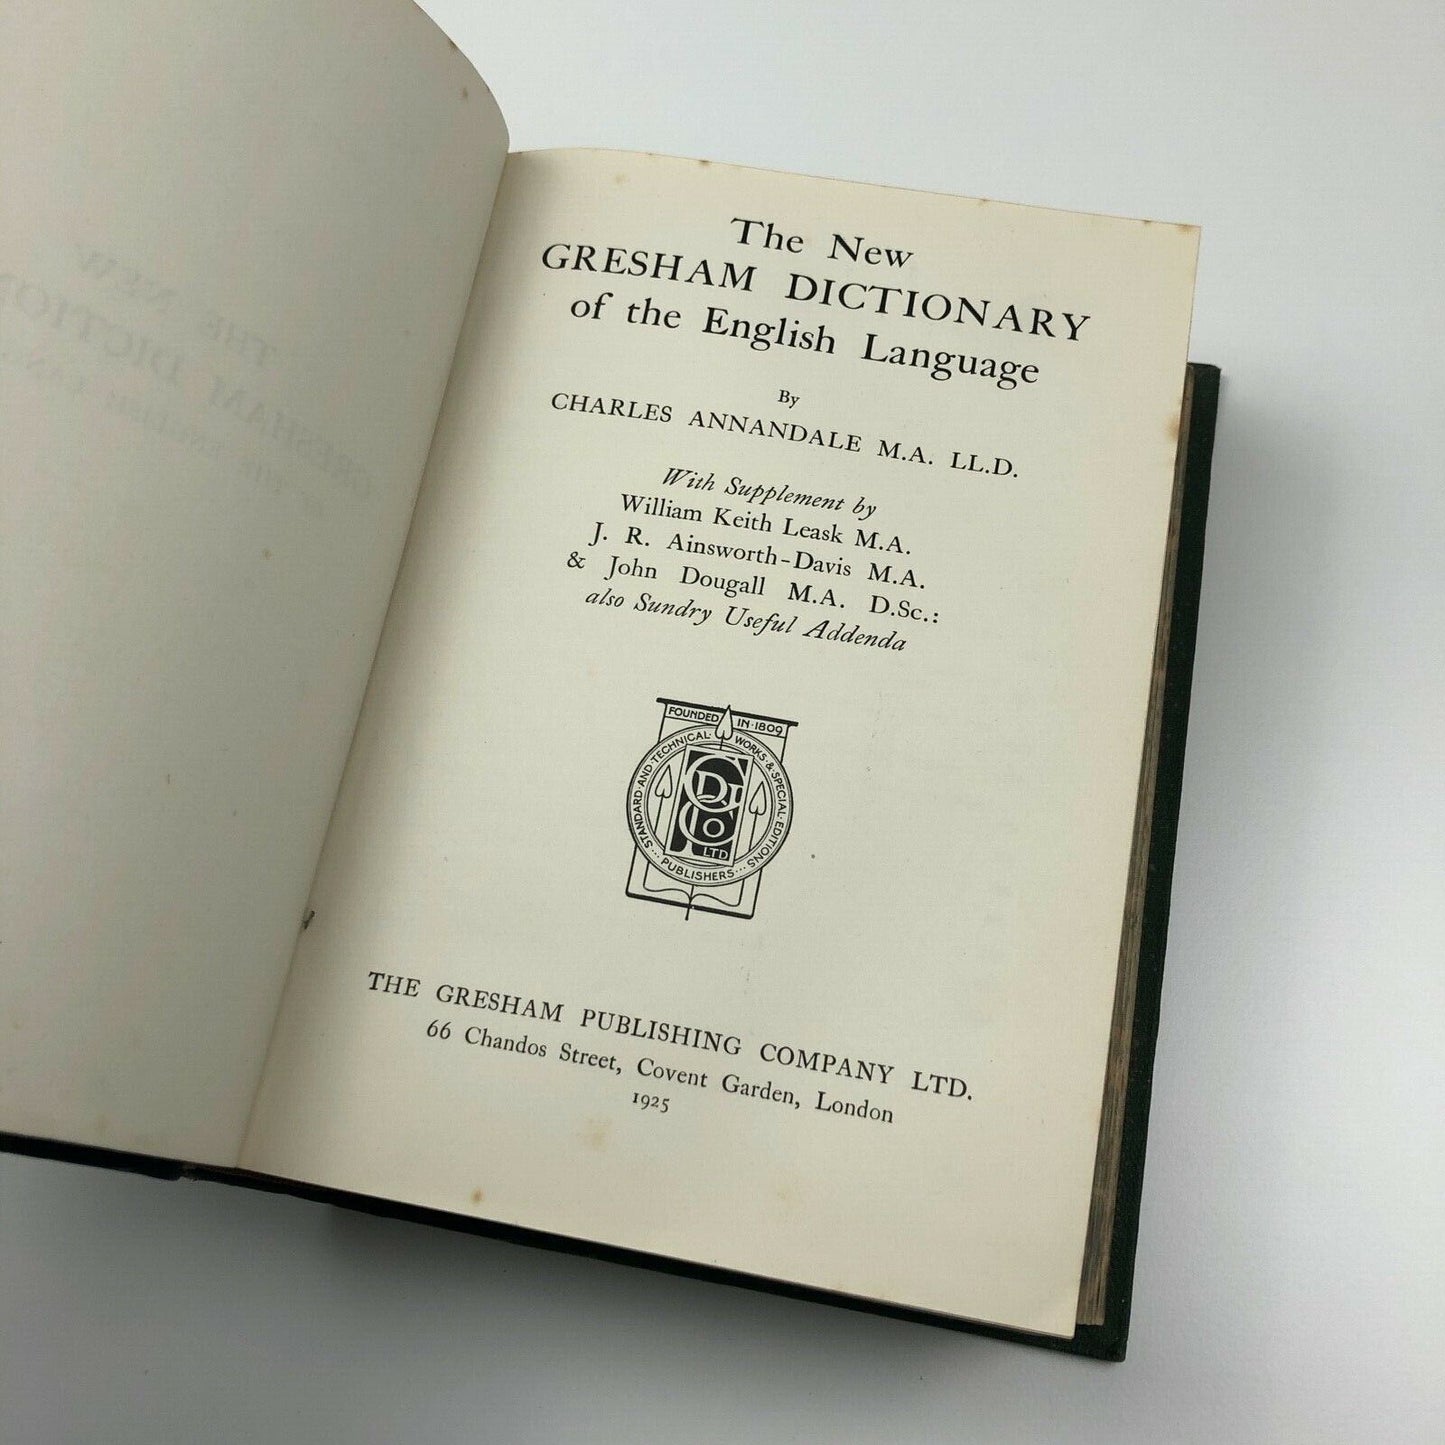 The New
GRESHAM DICTIONARY
of the English Language
By
CHARLES ANNANDALE M.A. LL.D.
With Supplement by
William Keith Leask M.A.
J. R. Ainsworth-Davis M.A.
& John Dougall M.A. D.Sc.:
also Sundry Useful Addenda
FOUNDED IN·1809
STANDARD·AND·TECHNICAL·WORKS·&·SPECIAL·EDITIONS
···PUBLISHERS···
LTD
THE GRESHAM PUBLISHING COMPANY LTD.
66 Chandos Street, Covent Garden, London
1925